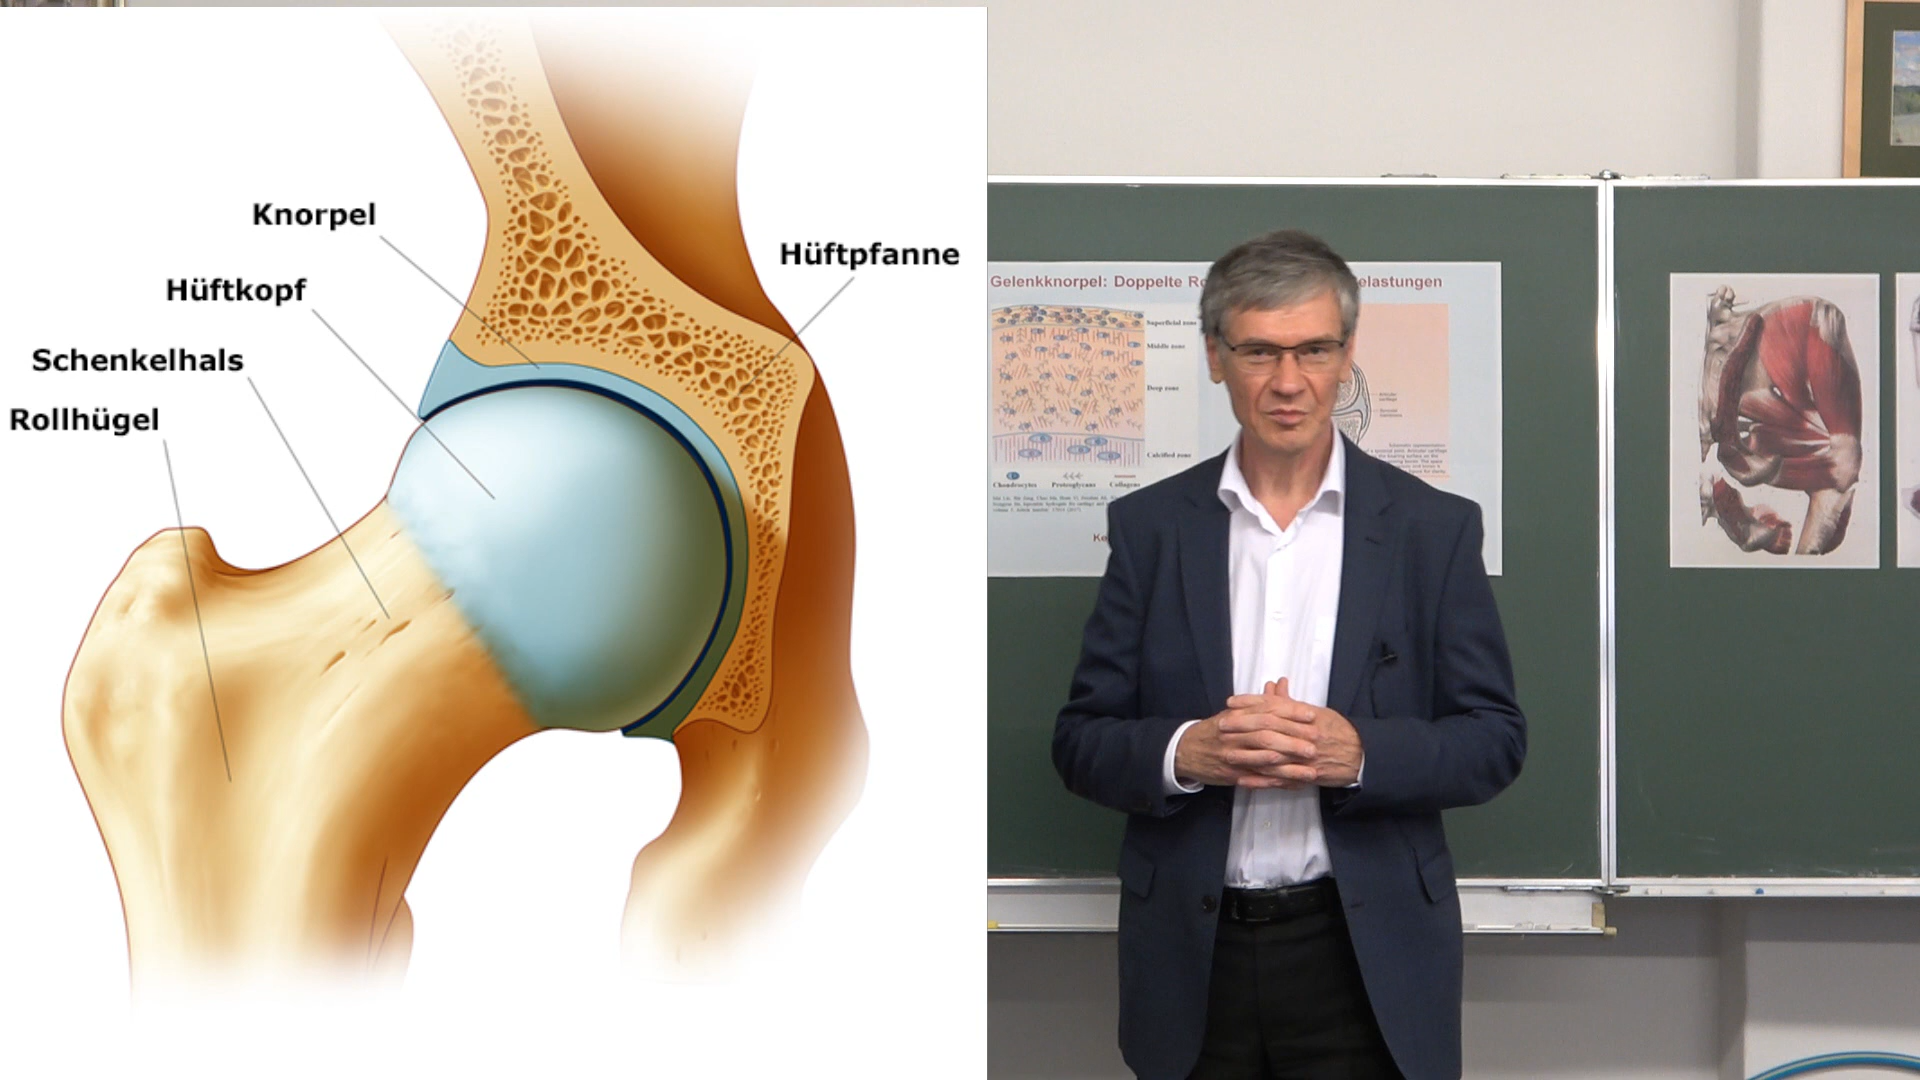 Knorpel
Hüftpfanne
Hüftkopf
Schenkelhals
Rollhügel
Gelenkknorpel: Doppelte Ro
elastungen
Superficial zone
Middle zone
Deep zone
Calcified zone
Chondrocytes Proteoglycans Collagens
Ke